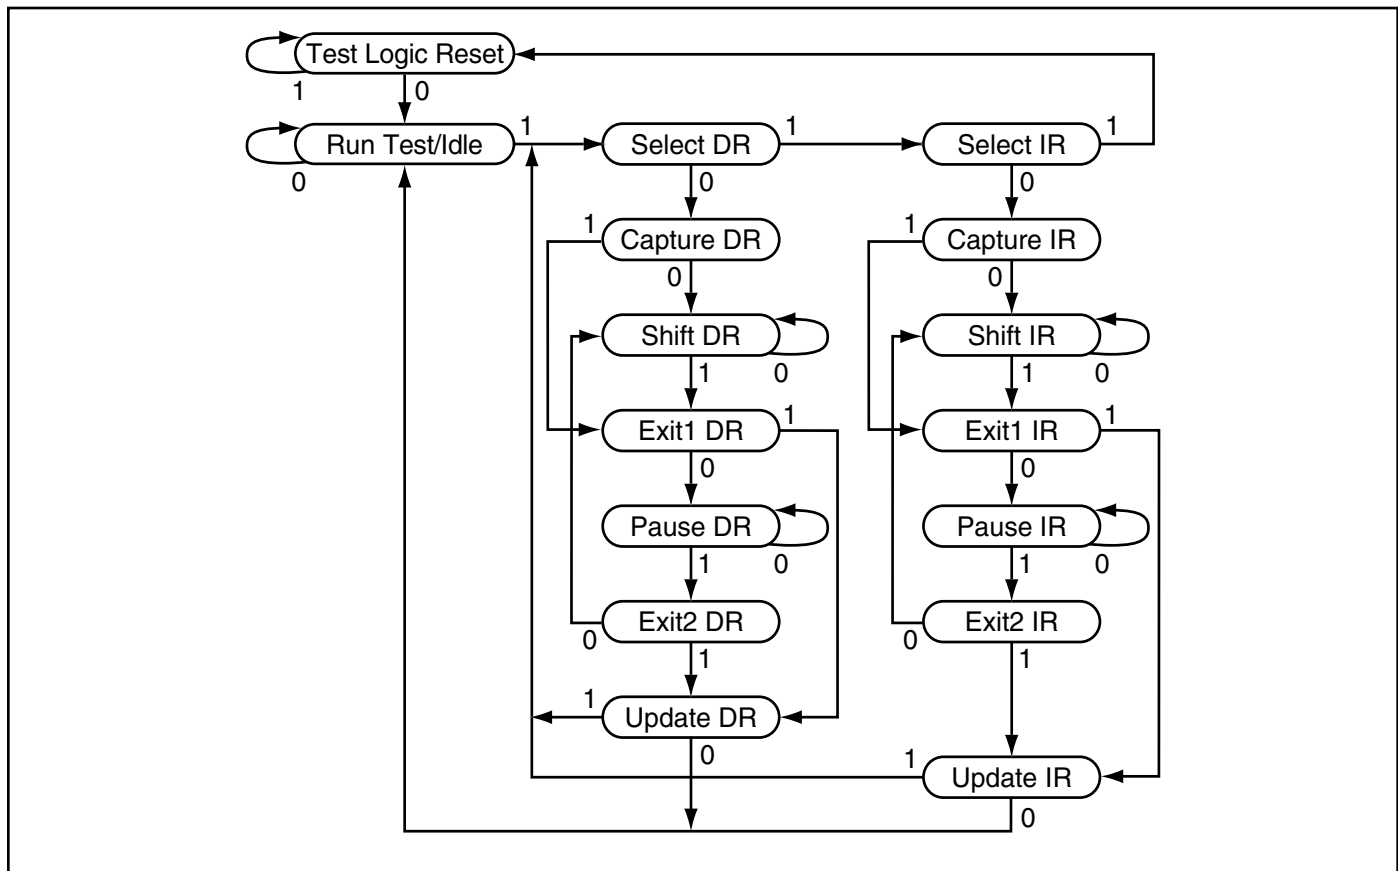 Test Logic Reset
1 0
Run Test/Idle 1 Select DR 1 Select IR 1
0 0 0
1 Capture DR 1 Capture IR
0 0
Shift DR Shift IR
1 0 1 0
Exit1 DR 1 Exit1 IR 1
0 0
Pause DR Pause IR
1 0 1 0
Exit2 DR Exit2 IR
0 1 0 1
1 Update DR
0 1 Update IR
0